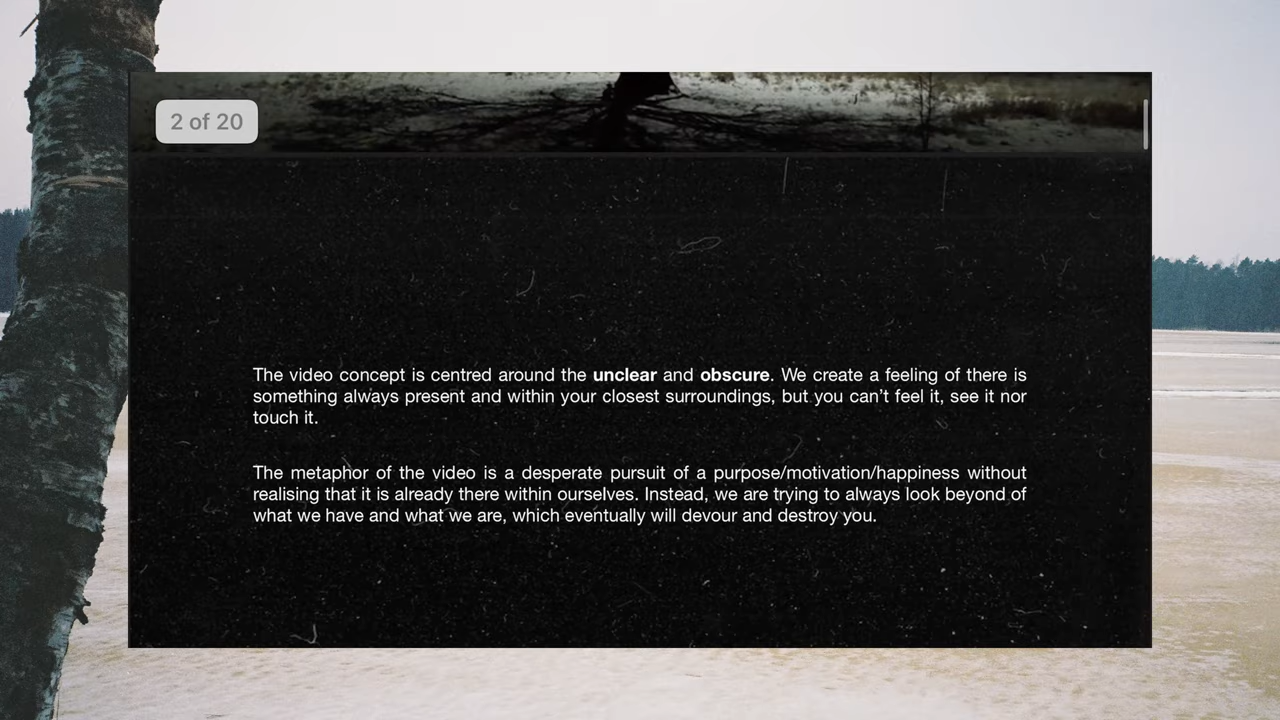 2 of 20
The video concept is centred around the unclear and obscure. We create a feeling of there is
something always present and within your closest surroundings, but you can’t feel it, see it nor
touch it.
The metaphor of the video is a desperate pursuit of a purpose/motivation/happiness without
realising that it is already there within ourselves. Instead, we are trying to always look beyond of
what we have and what we are, which eventually will devour and destroy you.